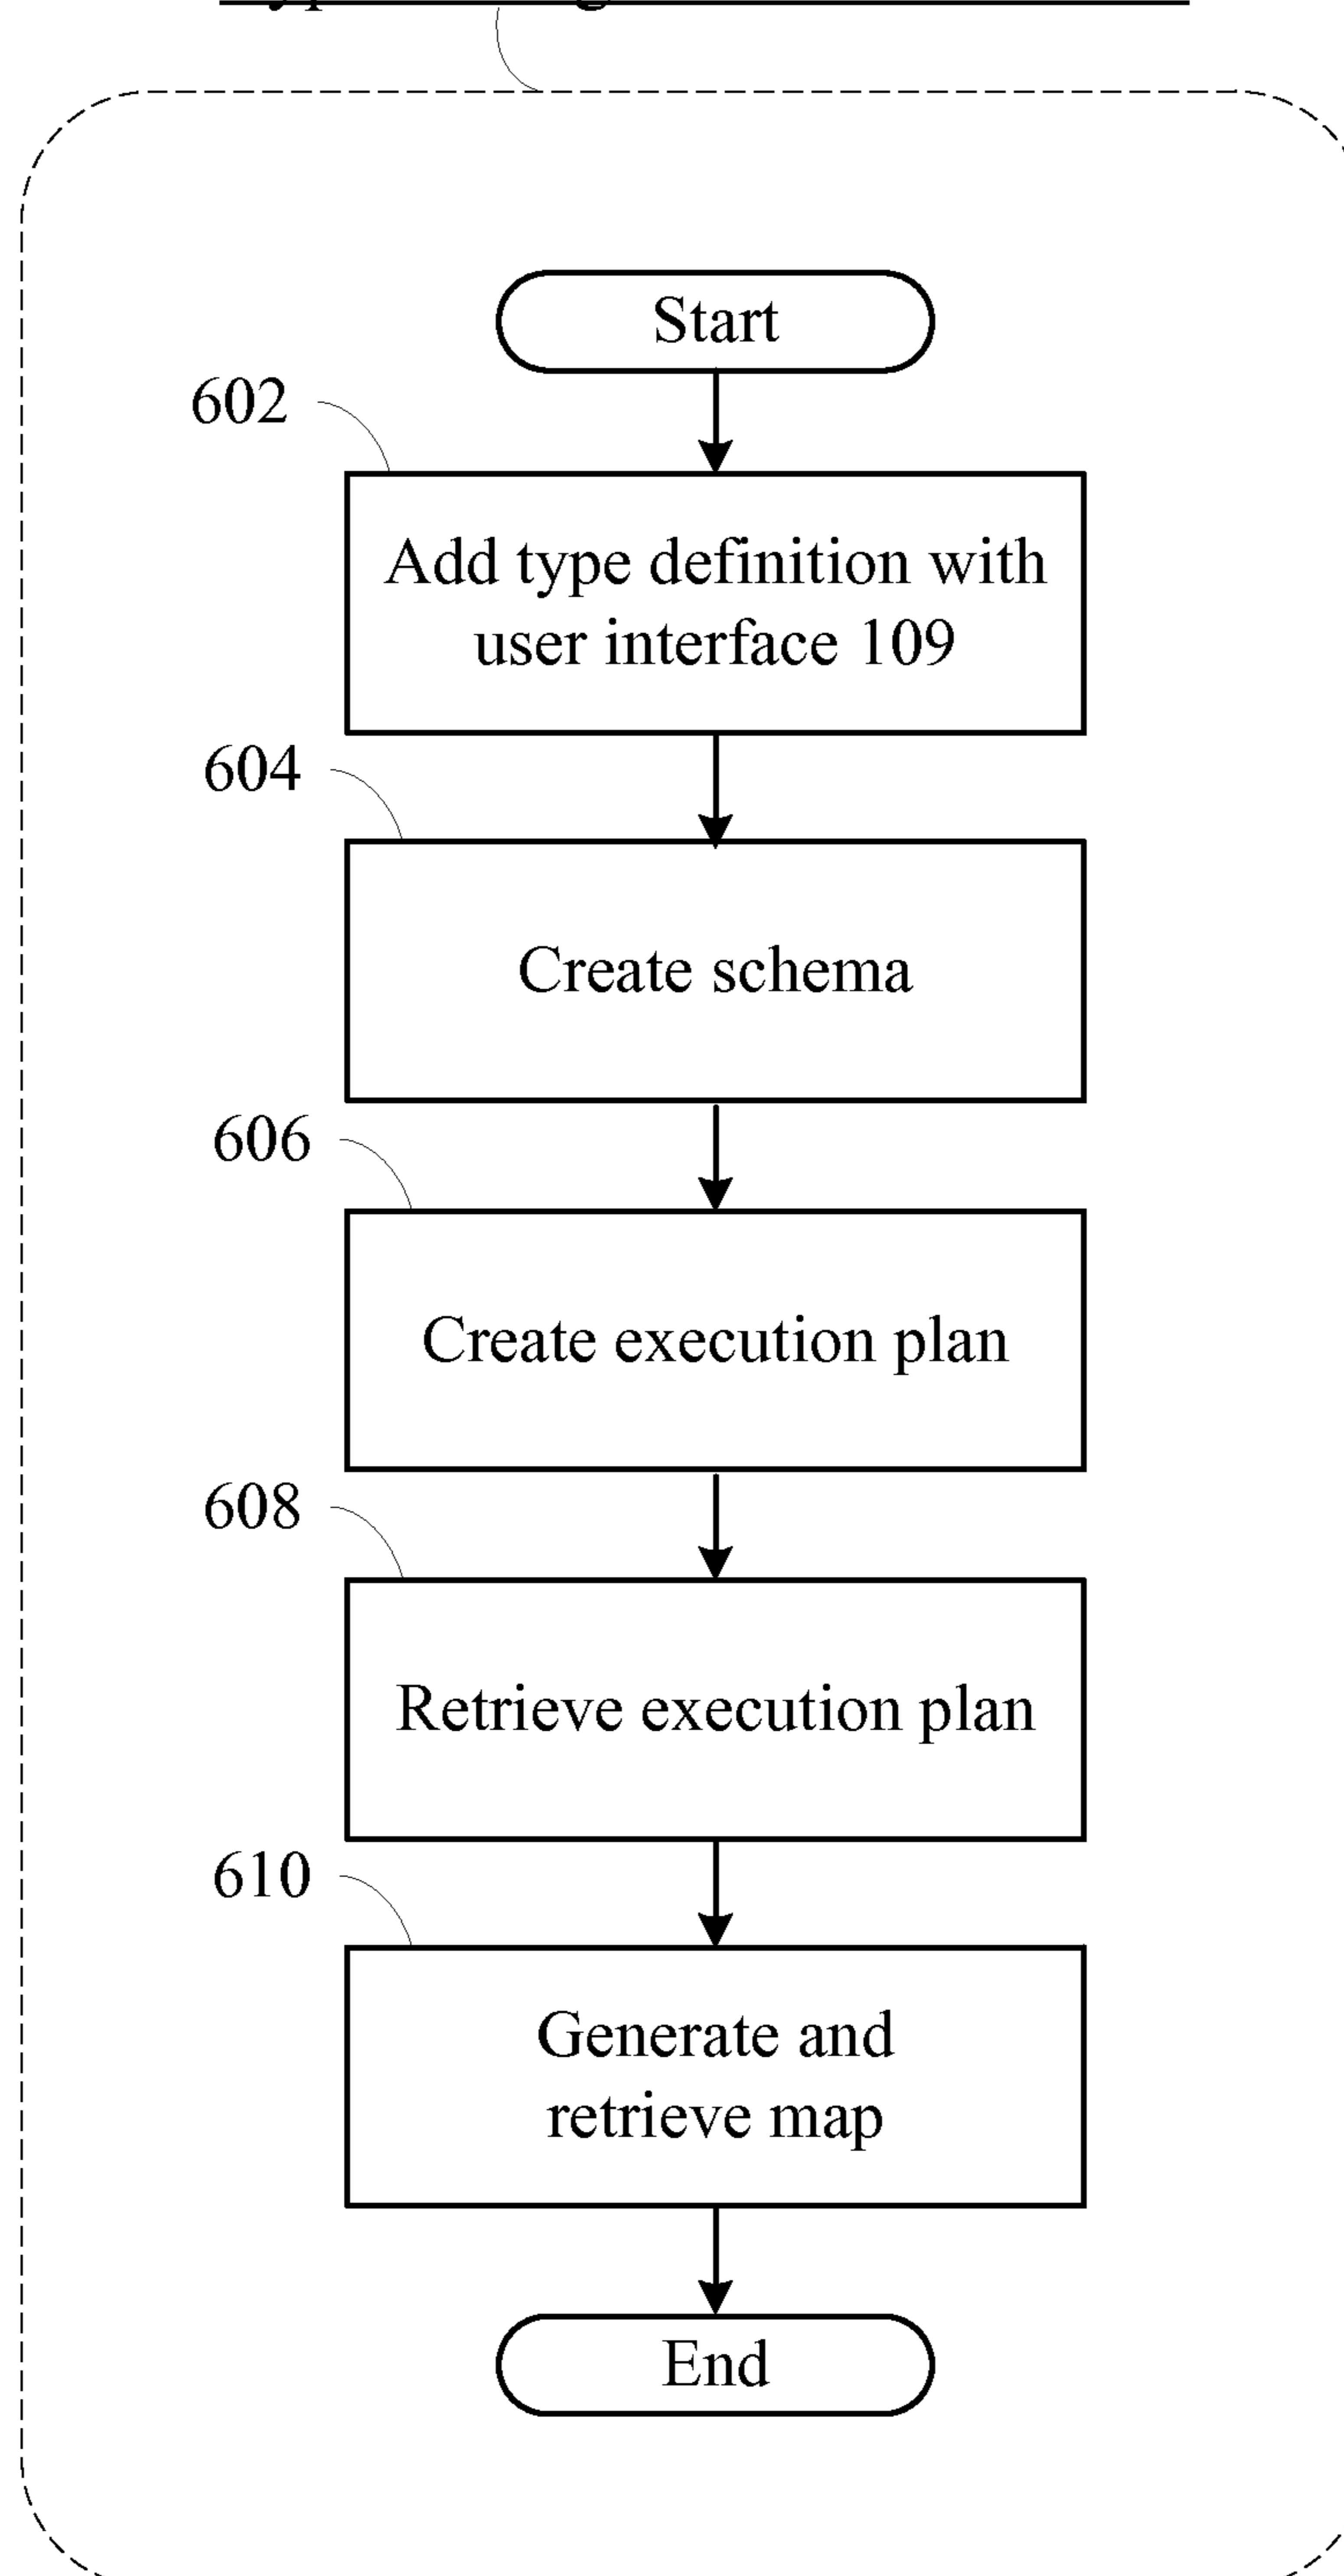 Start
602
Add type definition with
user interface 109
604
Create schema
606
Create execution plan
608
Retrieve execution plan
610
Generate and
retrieve map
End